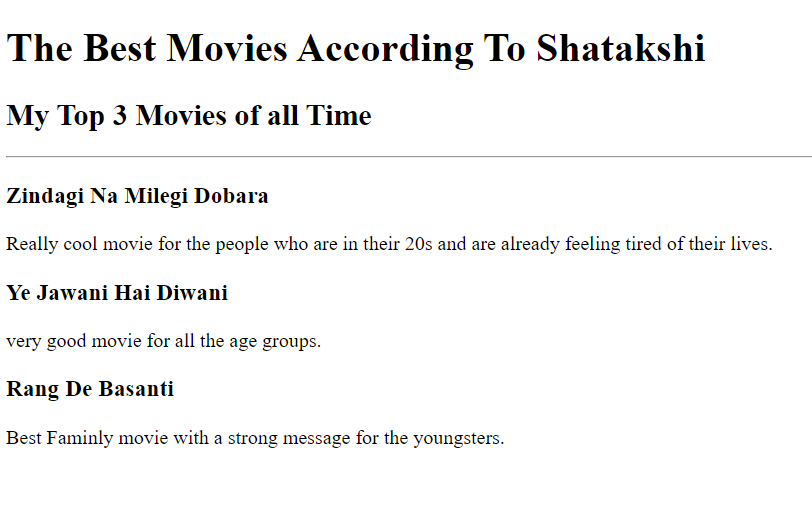 The Best Movies According To Shatakshi
My Top 3 Movies of all Time
Zindagi Na Milegi Dobara
Really cool movie for the people who are in their 20s and are already feeling tired of their lives.
Ye Jawani Hai Diwani
very good movie for all the age groups.
Rang De Basanti
Best Faminly movie with a strong message for the youngsters.